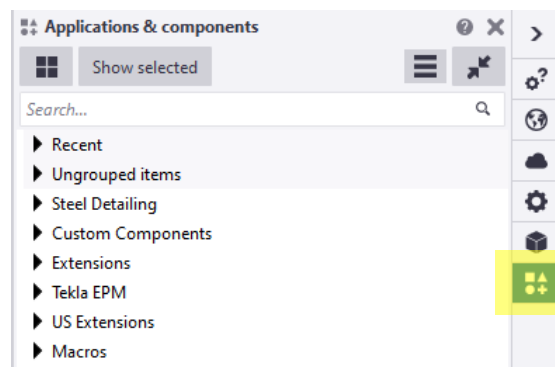 Applications & components
Show selected
Search...
Recent
Ungrouped items
Steel Detailing
Custom Components
Extensions
Tekla EPM
US Extensions
Macros